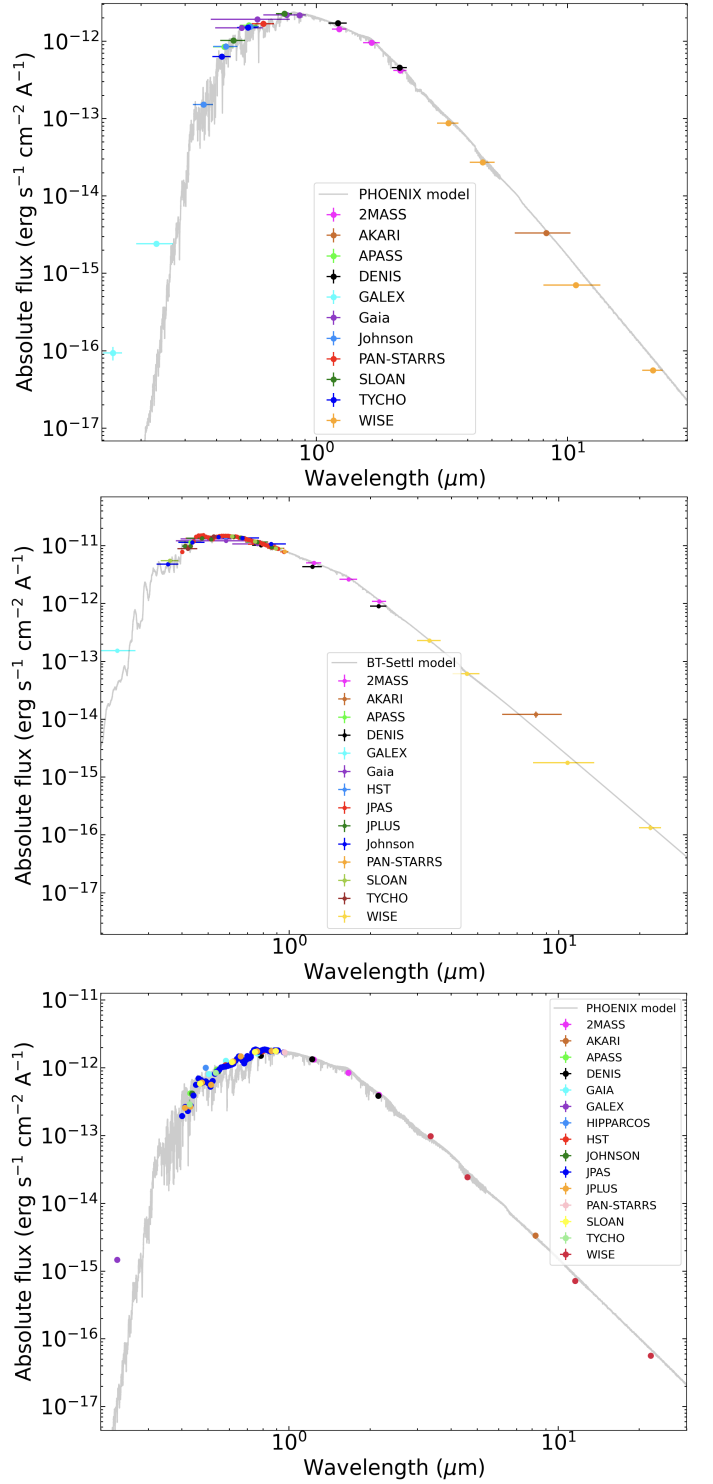 10⁻¹²
10⁻¹³
10⁻¹⁴
10⁻¹⁵
10⁻¹⁶
10⁻¹⁷
Absolute flux (erg s⁻¹ cm⁻² A⁻¹)
PHOENIX model
2MASS
AKARI
APASS
DENIS
GALEX
Gaia
Johnson
PAN-STARRS
SLOAN
TYCHO
WISE
10⁰
10¹
Wavelength (μm)
10⁻¹¹
10⁻¹²
10⁻¹³
10⁻¹⁴
10⁻¹⁵
10⁻¹⁶
10⁻¹⁷
Absolute flux (erg s⁻¹ cm⁻² A⁻¹)
BT-Settl model
2MASS
AKARI
APASS
DENIS
GALEX
Gaia
HST
JPAS
JPLUS
Johnson
PAN-STARRS
SLOAN
TYCHO
WISE
10⁰
10¹
Wavelength (μm)
10⁻¹¹
10⁻¹²
10⁻¹³
10⁻¹⁴
10⁻¹⁵
10⁻¹⁶
10⁻¹⁷
Absolute flux (erg s⁻¹ cm⁻² A⁻¹)
PHOENIX model
2MASS
AKARI
APASS
DENIS
GAIA
GALEX
HIPPARCOS
HST
JOHNSON
JPAS
JPLUS
PAN-STARRS
SLOAN
TYCHO
WISE
10⁰
10¹
Wavelength (μm)